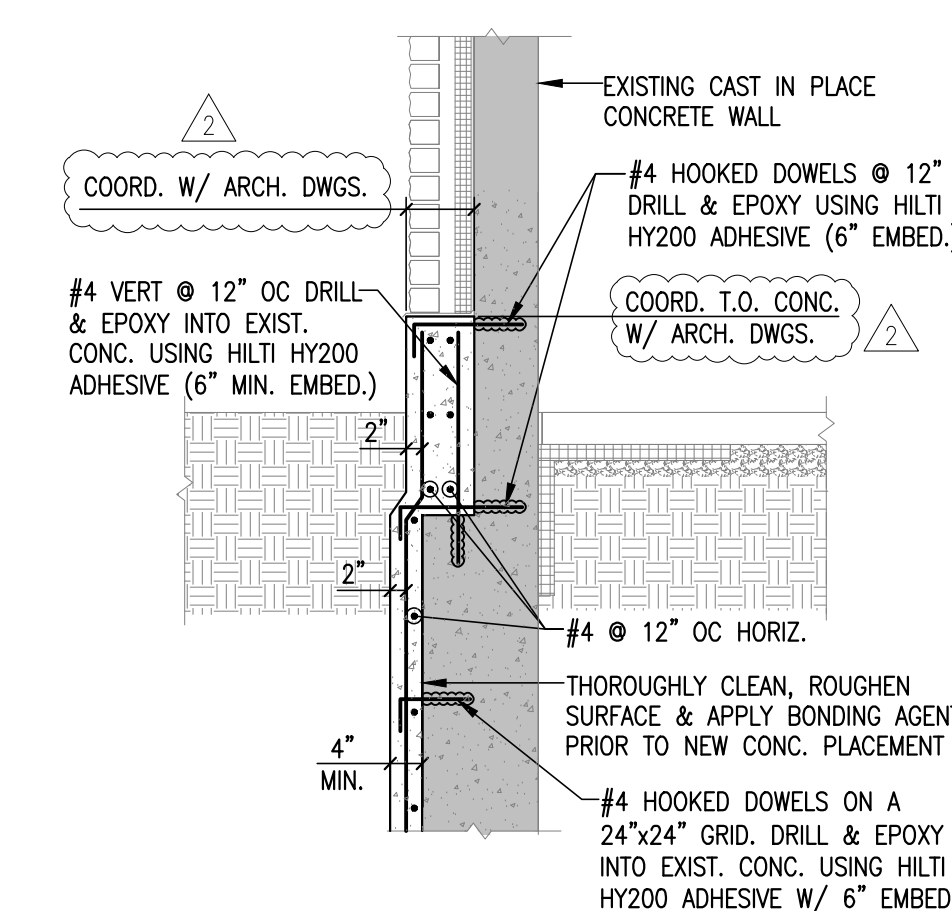 EXISTING CAST IN PLACE
CONCRETE WALL
2
COORD. W/ ARCH. DWGS.
#4 HOOKED DOWELS @ 12"
DRILL & EPOXY USING HILTI
HY200 ADHESIVE (6" EMBED.)
#4 VERT @ 12" OC DRILL
& EPOXY INTO EXIST.
CONC. USING HILTI HY200
ADHESIVE (6" MIN. EMBED.)
COORD. T.O. CONC.
W/ ARCH. DWGS.
2
2"
2"
#4 @ 12" OC HORIZ.
THOROUGHLY CLEAN, ROUGHEN
SURFACE & APPLY BONDING AGENT
PRIOR TO NEW CONC. PLACEMENT
4"
MIN.
#4 HOOKED DOWELS ON A
24"x24" GRID. DRILL & EPOXY
INTO EXIST. CONC. USING HILTI
HY200 ADHESIVE W/ 6" EMBED